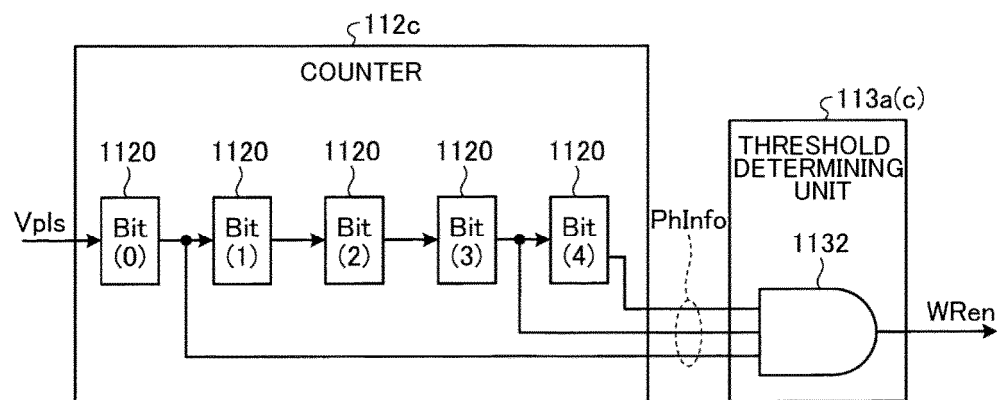 112c
COUNTER
113a(c)
THRESHOLD
DETERMINING
UNIT
1120 1120 1120 1120 1120
Vpls
Bit
(0)
Bit
(1)
Bit
(2)
Bit
(3)
Bit
(4)
PhInfo
1132
WRen